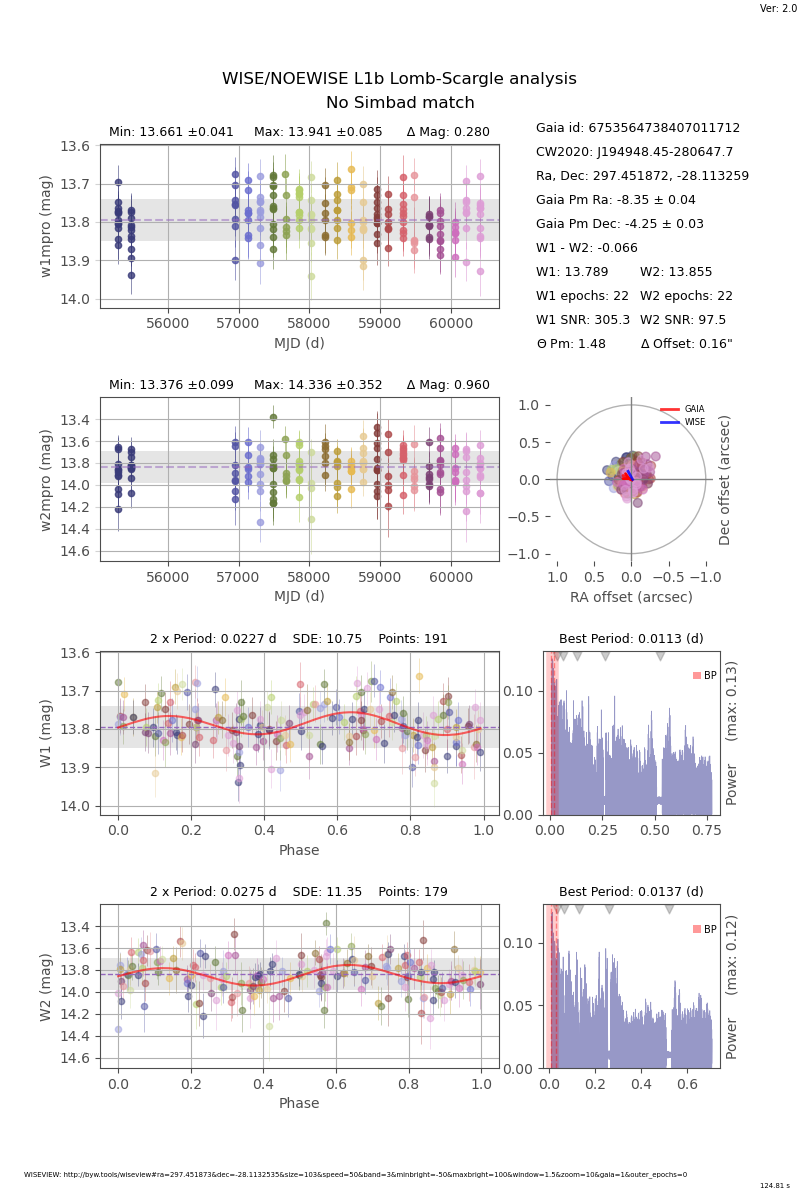 Ver: 2.0
WISE/NOEWISE L1b Lomb-Scargle analysis
No Simbad match
Min: 13.661 ±0.041 Max: 13.941 ±0.085 Δ Mag: 0.280
13.6
13.7
13.8
13.9
14.0
w1mpro (mag)
56000 57000 58000 59000 60000
MJD (d)
Gaia id: 6753564738407011712
CW2020: J194948.45-280647.7
Ra, Dec: 297.451872, -28.113259
Gaia Pm Ra: -8.35 ± 0.04
Gaia Pm Dec: -4.25 ± 0.03
W1 - W2: -0.066
W1: 13.789 W2: 13.855
W1 epochs: 22 W2 epochs: 22
W1 SNR: 305.3 W2 SNR: 97.5
Θ Pm: 1.48 Δ Offset: 0.16"
Min: 13.376 ±0.099 Max: 14.336 ±0.352 Δ Mag: 0.960
13.4
13.6
13.8
14.0
14.2
14.4
14.6
w2mpro (mag)
56000 57000 58000 59000 60000
MJD (d)
GAIA
WISE
1.0
0.5
0.0
−0.5
−1.0
Dec offset (arcsec)
1.0 0.5 0.0 −0.5 −1.0
RA offset (arcsec)
2 x Period: 0.0227 d SDE: 10.75 Points: 191
13.6
13.7
13.8
13.9
14.0
W1 (mag)
0.0 0.2 0.4 0.6 0.8 1.0
Phase
Best Period: 0.0113 (d)
BP
0.10
0.05
0.00
Power (max: 0.13)
0.00 0.25 0.50 0.75
2 x Period: 0.0275 d SDE: 11.35 Points: 179
13.4
13.6
13.8
14.0
14.2
14.4
14.6
W2 (mag)
0.0 0.2 0.4 0.6 0.8 1.0
Phase
Best Period: 0.0137 (d)
BP
0.10
0.05
0.00
Power (max: 0.12)
0.0 0.2 0.4 0.6
WISEVIEW: http://byw.tools/wiseview#ra=297.451873&dec=-28.1132535&size=103&speed=50&band=3&minbright=-50&maxbright=100&window=1.5&zoom=10&gaia=1&outer_epochs=0
124.81 s